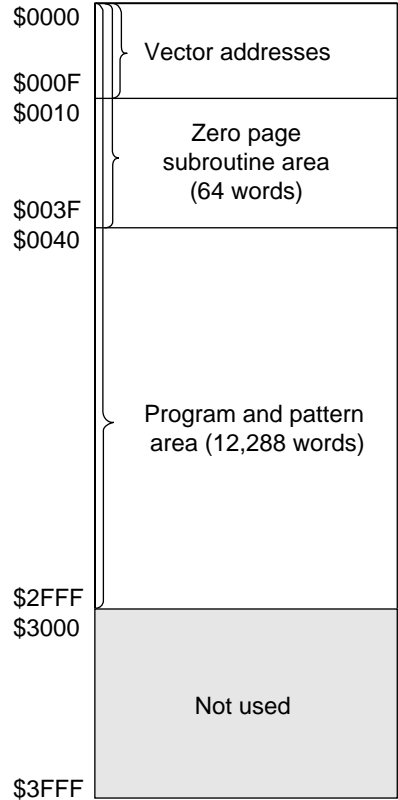 $0000
Vector addresses
$000F
$0010
Zero page
subroutine area
(64 words)
$003F
$0040
Program and pattern
area (12,288 words)
$2FFF
$3000
Not used
$3FFF